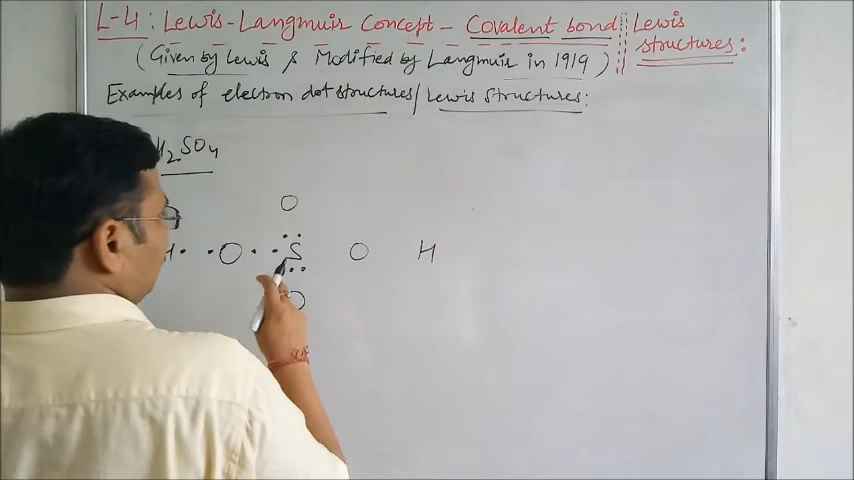 L-4: Lewis-Langmuir Concept - Covalent bond
Lewis structures:
(Given by Lewis & Modified by Langmuir in 1919)
Examples of electron dot structures/Lewis Structures:
H₂SO₄
O
H · · O · · S O H
O